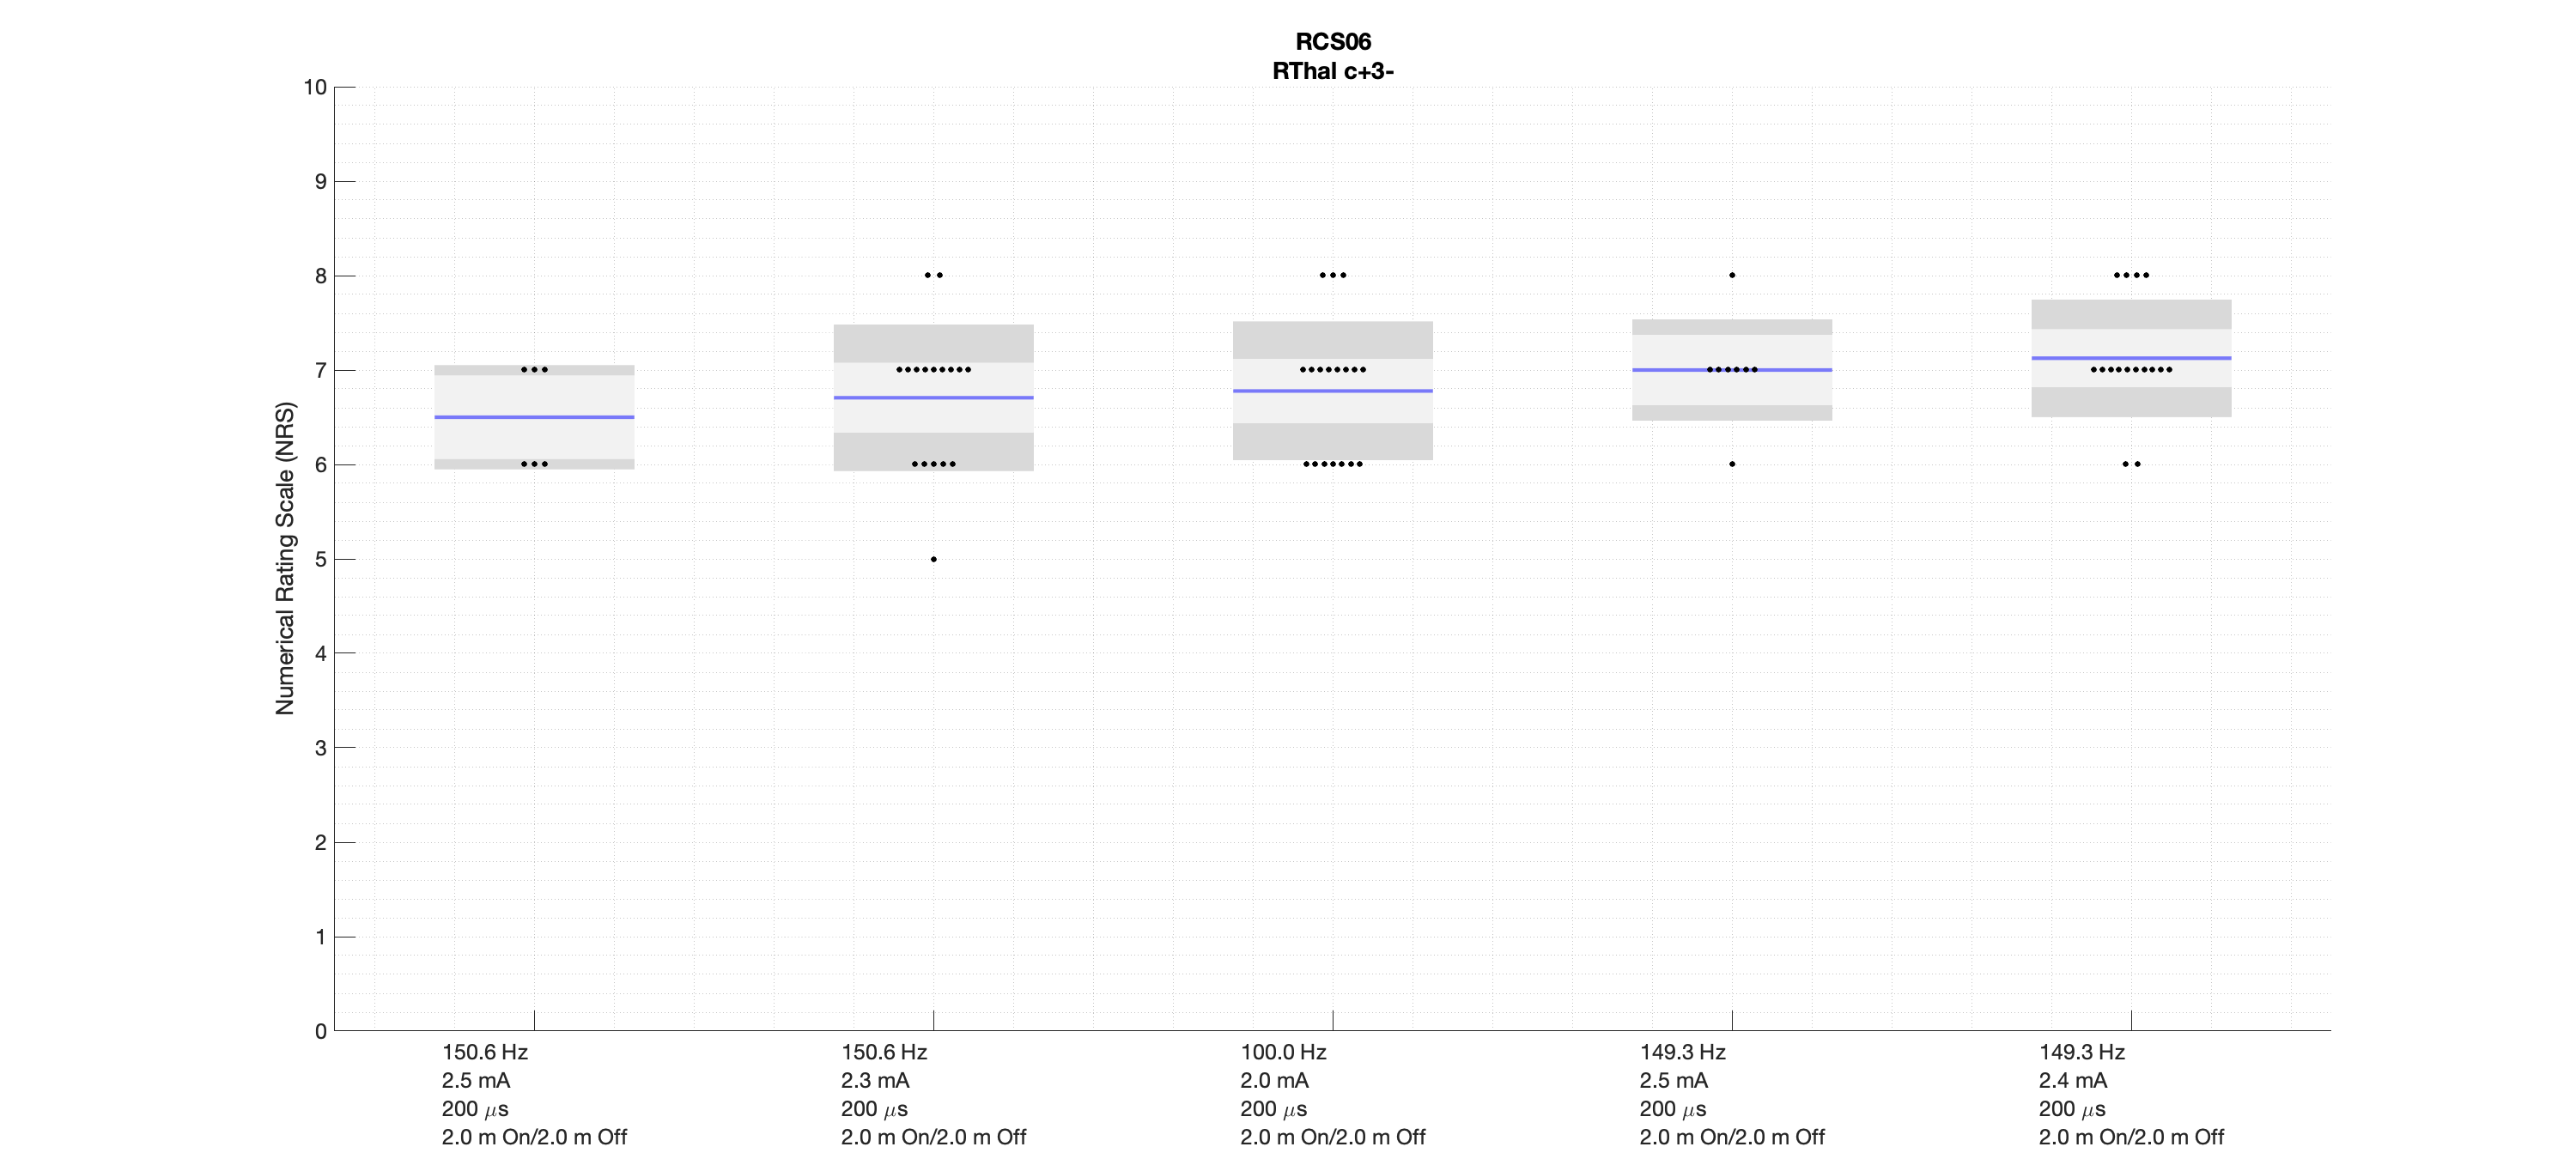 RCS06
RThal c+3-
10
9
8
7
6
5
4
3
2
1
0
Numerical Rating Scale (NRS)
150.6 Hz
2.5 mA
200 μs
2.0 m On/2.0 m Off
150.6 Hz
2.3 mA
200 μs
2.0 m On/2.0 m Off
100.0 Hz
2.0 mA
200 μs
2.0 m On/2.0 m Off
149.3 Hz
2.5 mA
200 μs
2.0 m On/2.0 m Off
149.3 Hz
2.4 mA
200 μs
2.0 m On/2.0 m Off